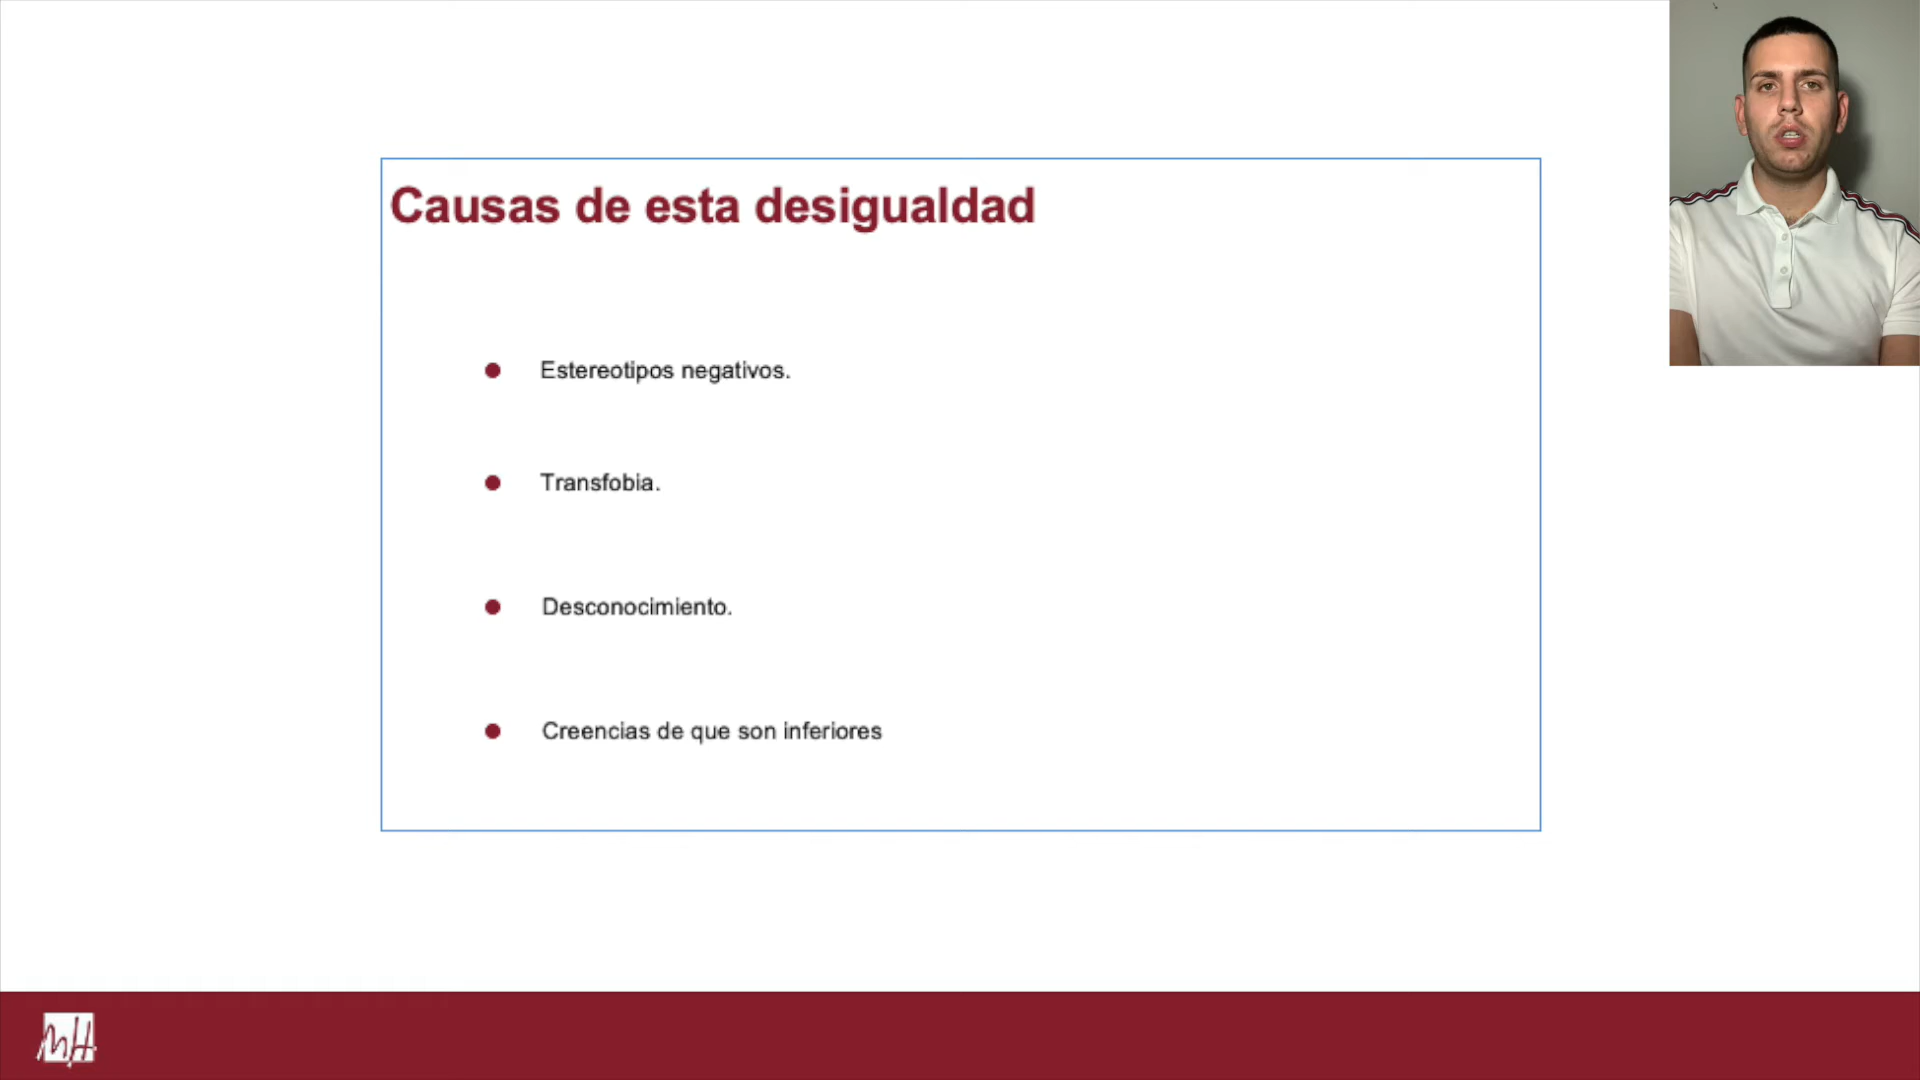 Causas de esta desigualdad
Estereotipos negativos.
Transfobia.
Desconocimiento.
Creencias de que son inferiores